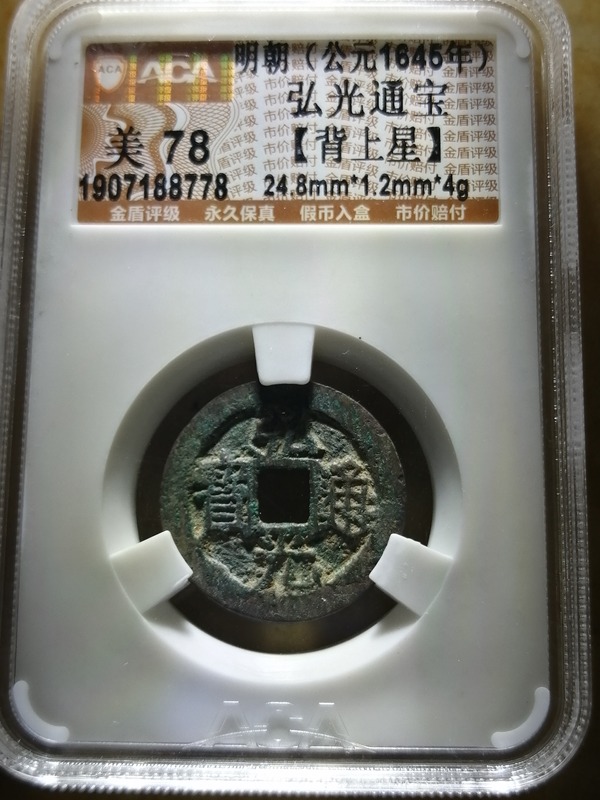 ACA
ACA
明朝（公元1645年）
弘光通宝
美 78
【背上星】
1907188778
24.8mm*1.2mm*4g
金盾评级 永久保真 假币入盒 市价赔付
弘
寶 通
光
ACA